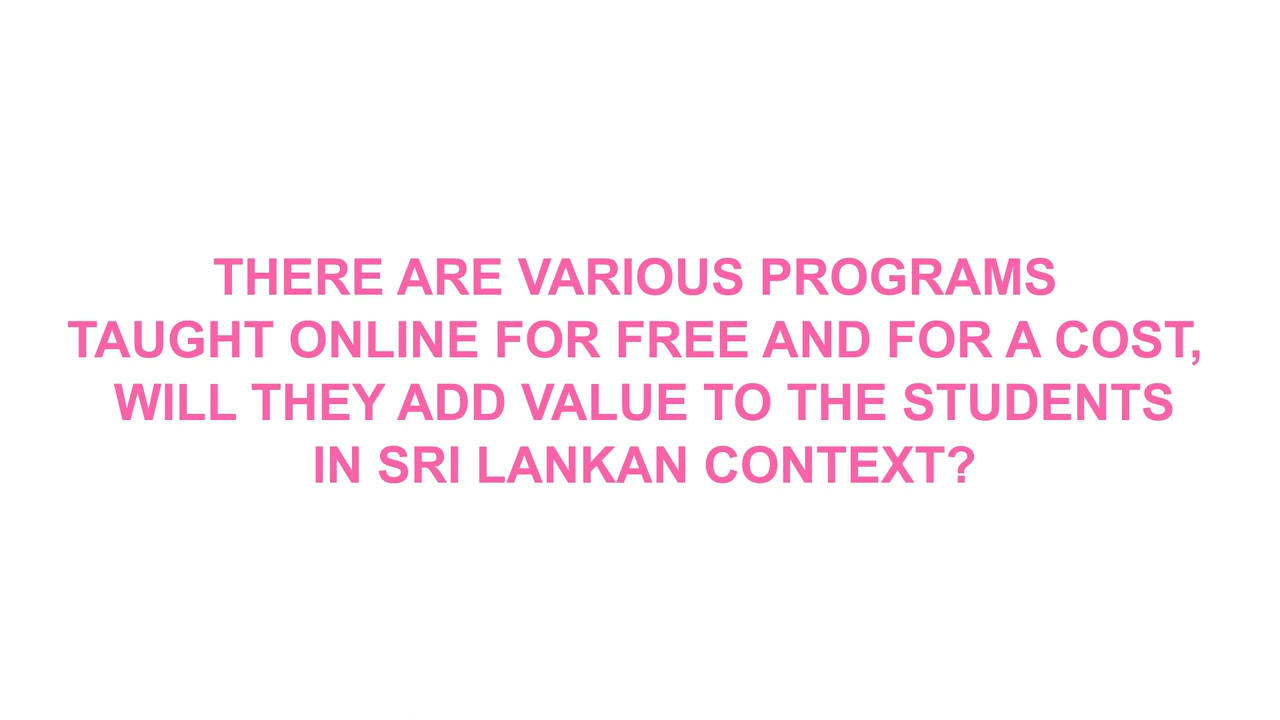 THERE ARE VARIOUS PROGRAMS
TAUGHT ONLINE FOR FREE AND FOR A COST,
WILL THEY ADD VALUE TO THE STUDENTS
IN SRI LANKAN CONTEXT?